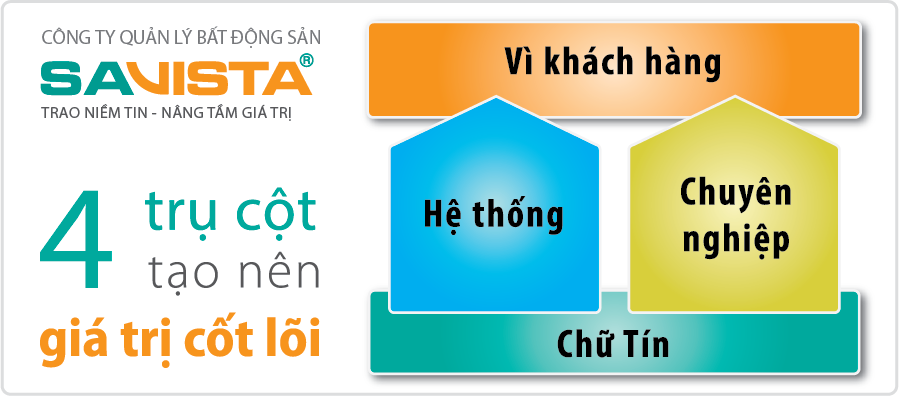 CÔNG TY QUẢN LÝ BẤT ĐỘNG SẢN
SAVISTA®
TRAO NIỀM TIN - NÂNG TẦM GIÁ TRỊ
4 trụ cột
tạo nên
giá trị cốt lõi
Vì khách hàng
Hệ thống
Chuyên
nghiệp
Chữ Tín